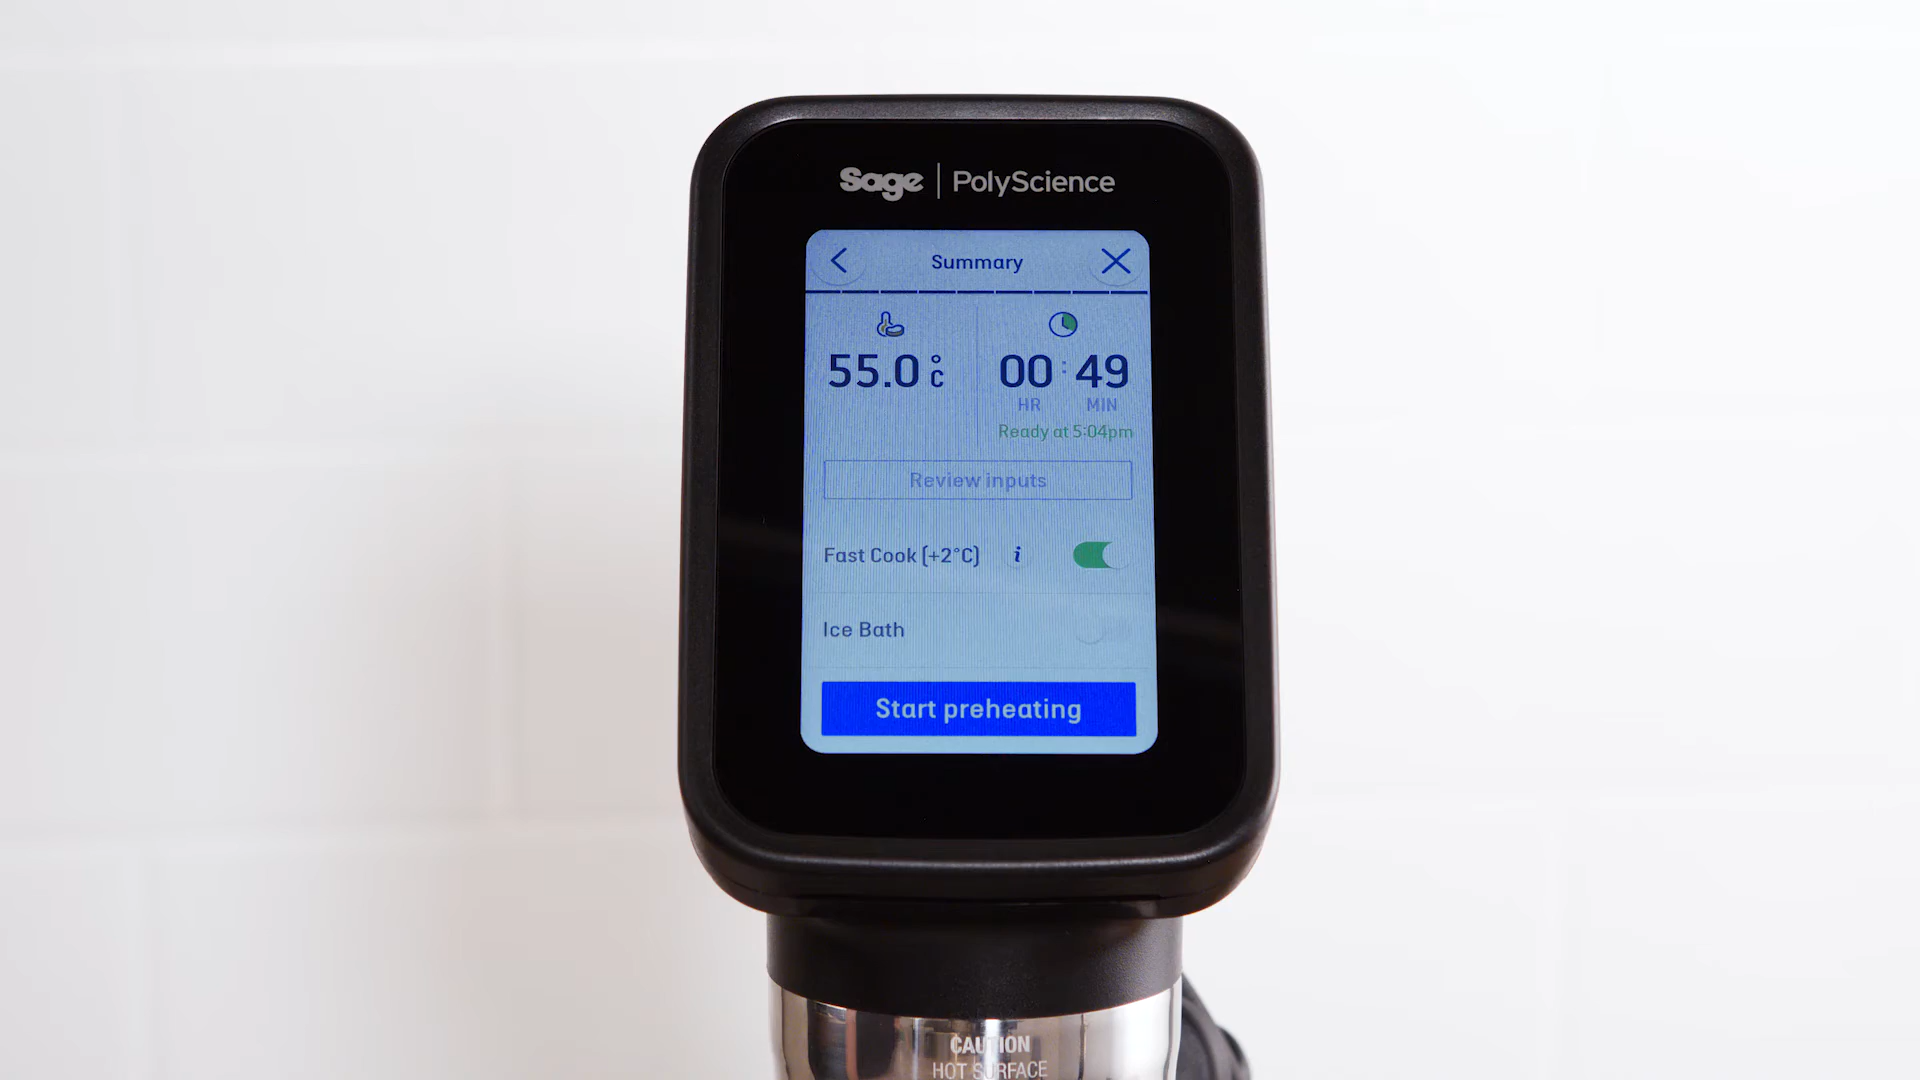 Sage | PolyScience
Summary
55.0 °C
00 : 49
HR MIN
Ready at 5:04pm
Review inputs
Fast Cook (+2°C) i
Ice Bath
Start preheating
CAUTION
HOT SURFACE